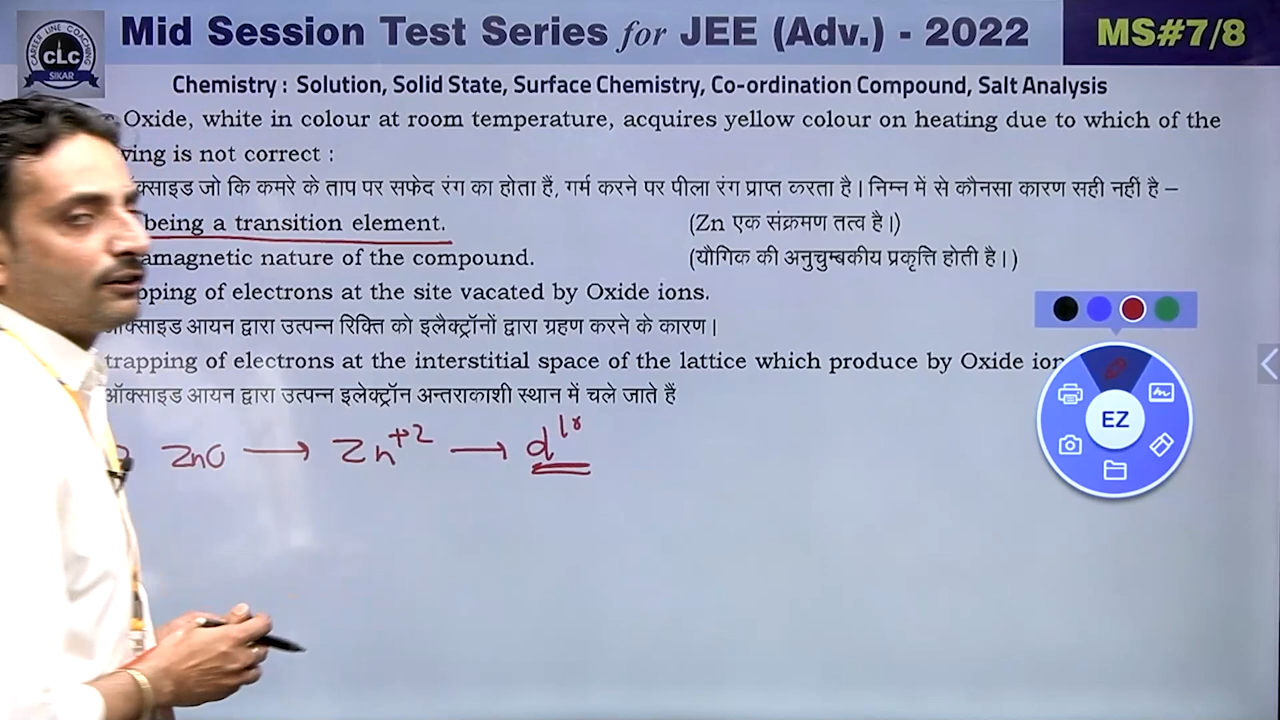 Mid Session Test Series for JEE (Adv.) - 2022
MS#7/8
CAREER LINE COACHING
CLC
SIKAR
Chemistry : Solution, Solid State, Surface Chemistry, Co-ordination Compound, Salt Analysis
Oxide, white in colour at room temperature, acquires yellow colour on heating due to which of the
ving is not correct :
क्साइड जो कि कमरे के ताप पर सफेद रंग का होता हैं, गर्म करने पर पीला रंग प्राप्त करता है। निम्न में से कौनसा कारण सही नहीं है –
being a transition element. (Zn एक संक्रमण तत्व है।)
amagnetic nature of the compound. (यौगिक की अनुचुम्बकीय प्रकृत्ति होती है।)
pping of electrons at the site vacated by Oxide ions.
ऑक्साइड आयन द्वारा उत्पन्न रिक्ति को इलैक्ट्रॉनों द्वारा ग्रहण करने के कारण।
trapping of electrons at the interstitial space of the lattice which produce by Oxide ion
ऑक्साइड आयन द्वारा उत्पन्न इलेक्ट्रॉन अन्तराकाशी स्थान में चले जाते हैं
ZnO → Zn+2 → d10
EZ